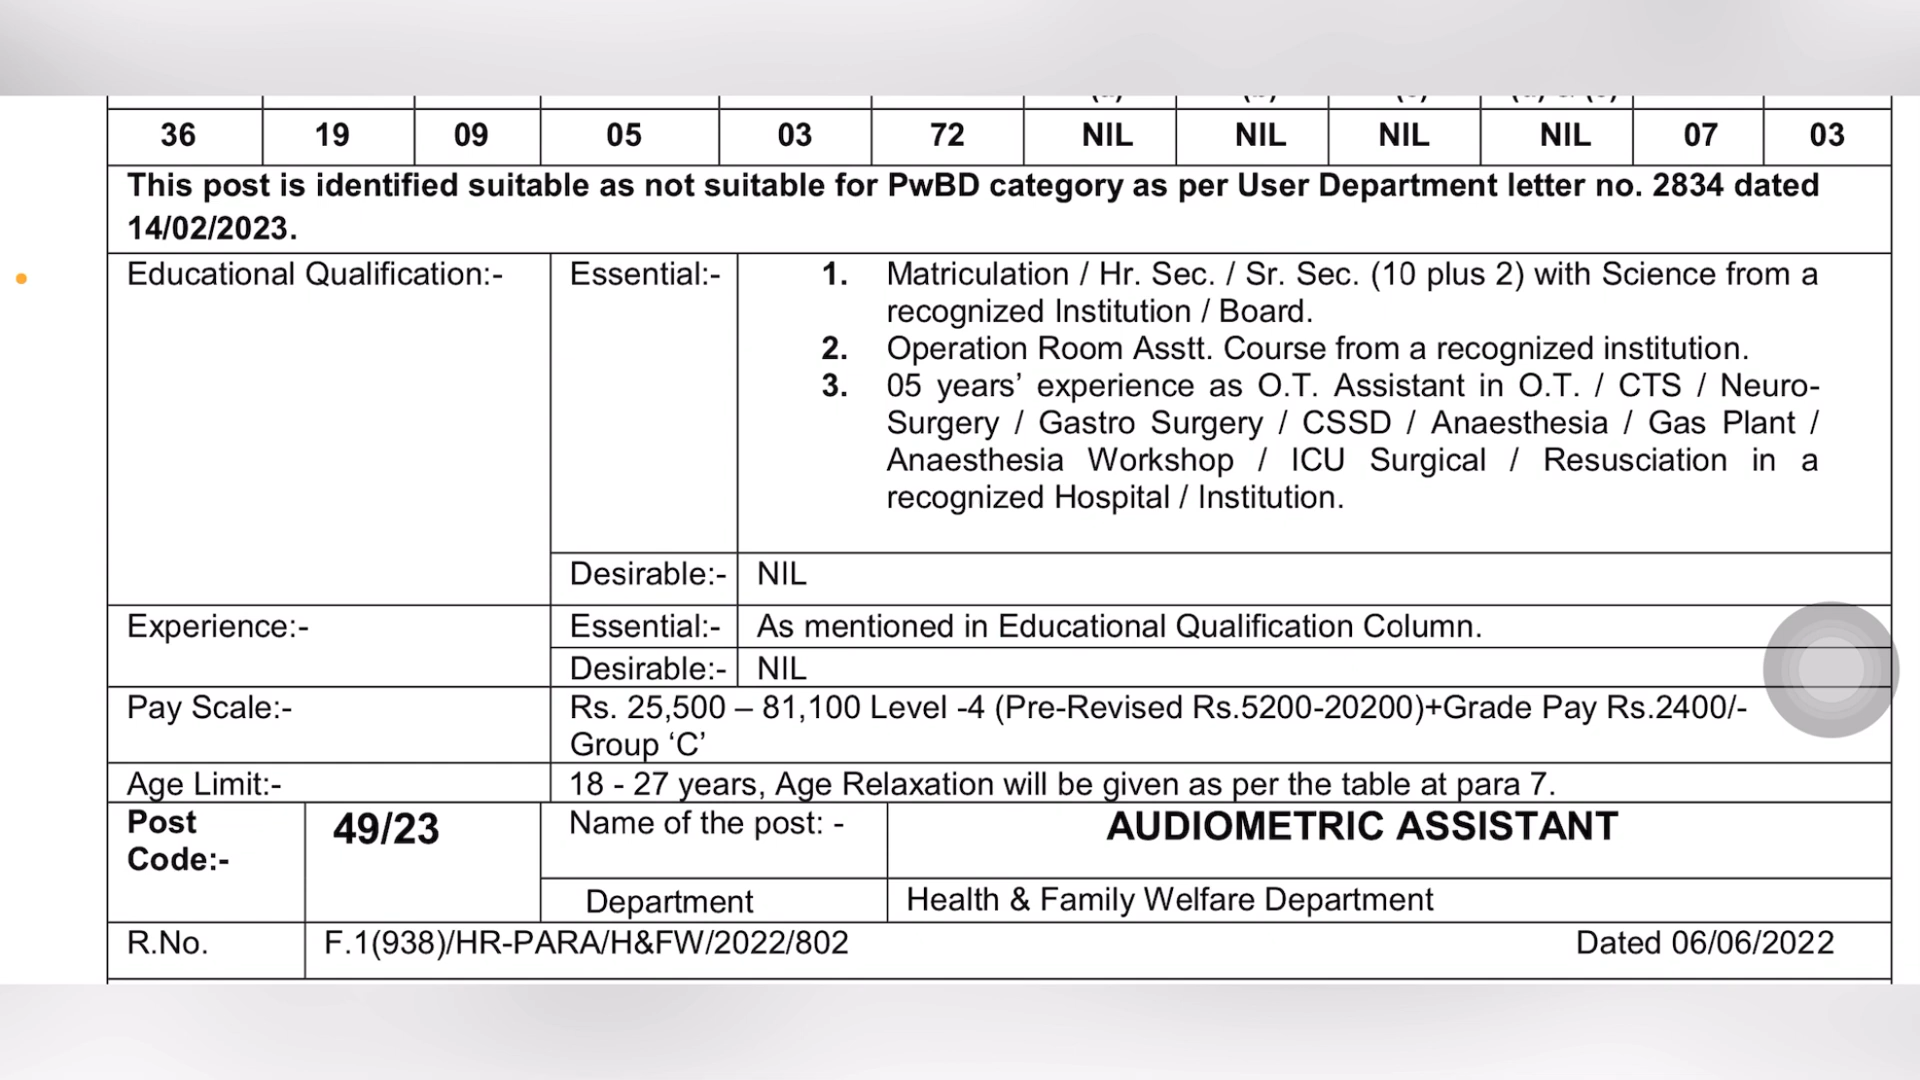 36 19 09 05 03 72 NIL NIL NIL NIL 07 03
This post is identified suitable as not suitable for PwBD category as per User Department letter no. 2834 dated
14/02/2023.
Educational Qualification:- Essential:- 1. Matriculation / Hr. Sec. / Sr. Sec. (10 plus 2) with Science from a
recognized Institution / Board.
2. Operation Room Asstt. Course from a recognized institution.
3. 05 years’ experience as O.T. Assistant in O.T. / CTS / Neuro-
Surgery / Gastro Surgery / CSSD / Anaesthesia / Gas Plant /
Anaesthesia Workshop / ICU Surgical / Resusciation in a
recognized Hospital / Institution.
Desirable:- NIL
Experience:- Essential:- As mentioned in Educational Qualification Column.
Desirable:- NIL
Pay Scale:- Rs. 25,500 – 81,100 Level -4 (Pre-Revised Rs.5200-20200)+Grade Pay Rs.2400/-
Group ‘C’
Age Limit:- 18 - 27 years, Age Relaxation will be given as per the table at para 7.
Post 49/23 Name of the post: - AUDIOMETRIC ASSISTANT
Code:-
Department Health & Family Welfare Department
R.No. F.1(938)/HR-PARA/H&FW/2022/802 Dated 06/06/2022